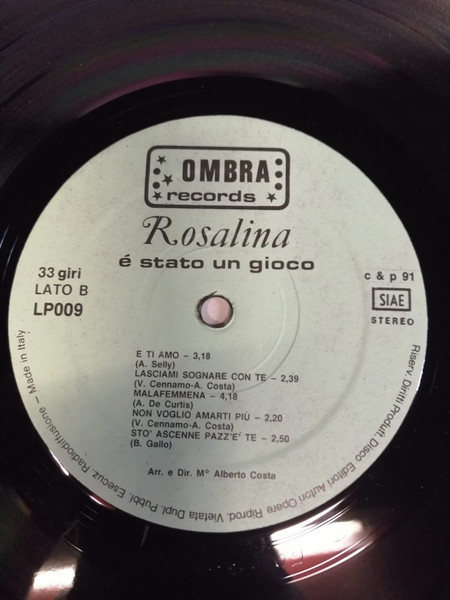 OMBRA
records
Rosalina
é stato un gioco
33 giri
LATO B
LP009
c & p 91
SIAE
STEREO
E TI AMO – 3,18
(A. Selly)
LASCIAMI SOGNARE CON TE – 2,39
(V. Cennamo-A. Costa)
MALAFEMMENA – 4,18
(A. De Curtis)
NON VOGLIO AMARTI PIÙ – 2,20
(V. Cennamo-A. Costa)
STO' ASCENNE PAZZ'E' TE – 2,50
(B. Gallo)
Arr. e Dir. M° Alberto Costa
Riserv. Diritti Produtt. Disco Editori Autori Opere Riprod. Vietata Dupl. Pubbl. Esecuz. Radiodiffusione – Made in Italy